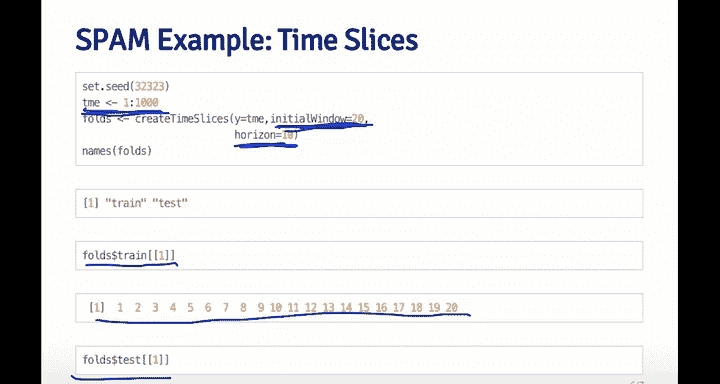 SPAM Example: Time Slices
set.seed(32323)
tme <- 1:1000
folds <- createTimeSlices(y=tme,initialWindow=20,
horizon=10)
names(folds)
[1] "train" "test"
folds$train[[1]]
[1] 1 2 3 4 5 6 7 8 9 10 11 12 13 14 15 16 17 18 19 20
folds$test[[1]]